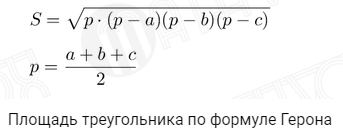 S = √(p · (p − a)(p − b)(p − c))
p = (a + b + c) / 2
Площадь треугольника по формуле Герона